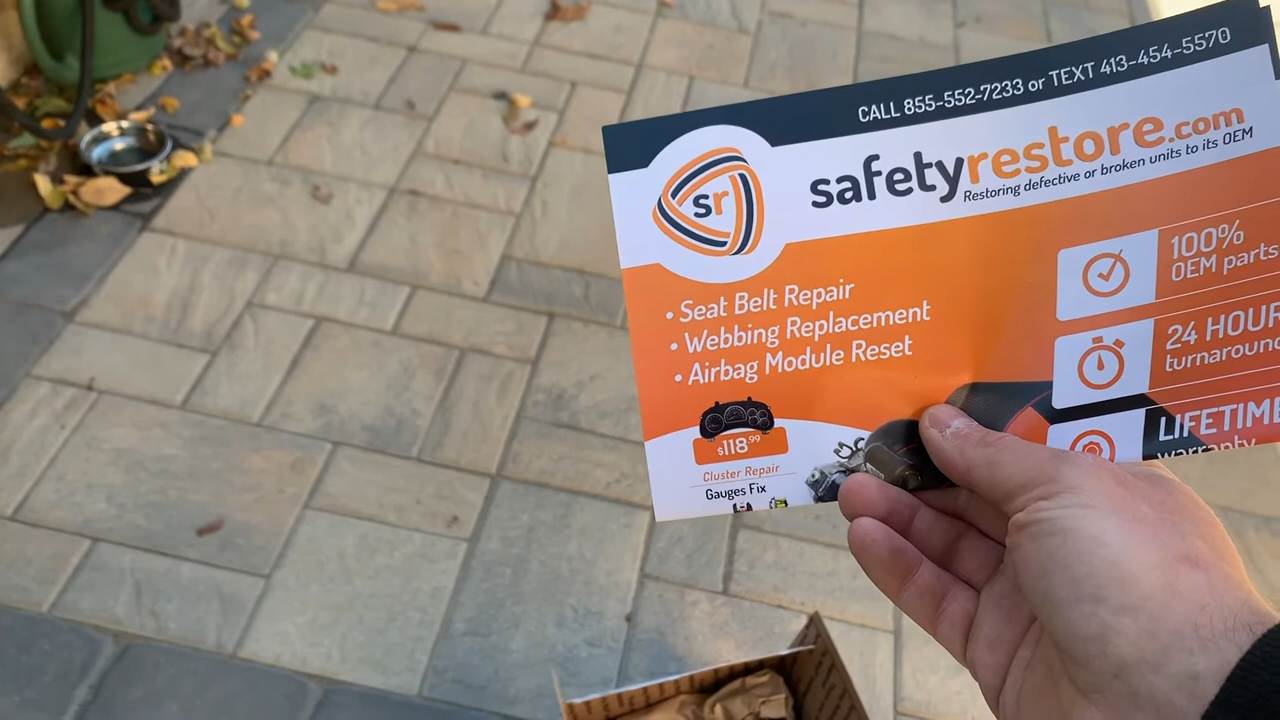 CALL 855-552-7233 or TEXT 413-454-5570
sr
safetyrestore.com
Restoring defective or broken units to its OEM
• Seat Belt Repair
• Webbing Replacement
• Airbag Module Reset
100%
OEM parts
24 HOUR
turnaround
LIFETIME
warranty
$118.99
Cluster Repair
Gauges Fix